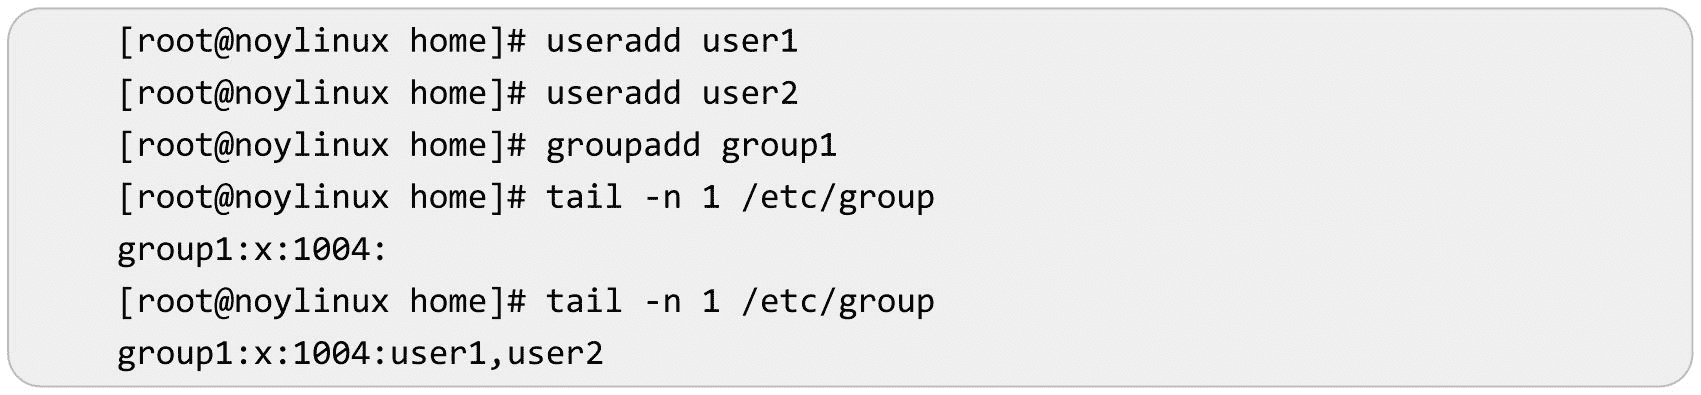 [root@noylinux home]# useradd user1
[root@noylinux home]# useradd user2
[root@noylinux home]# groupadd group1
[root@noylinux home]# tail -n 1 /etc/group
group1:x:1004:
[root@noylinux home]# tail -n 1 /etc/group
group1:x:1004:user1,user2